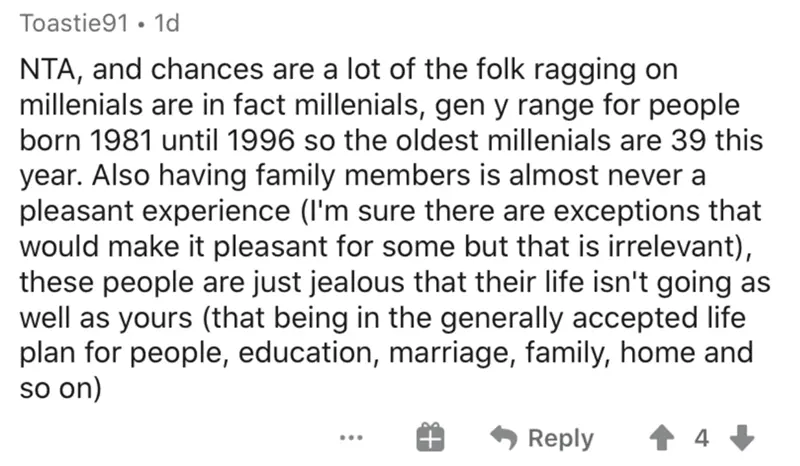 Toastie91 • 1d
NTA, and chances are a lot of the folk ragging on
millenials are in fact millenials, gen y range for people
born 1981 until 1996 so the oldest millenials are 39 this
year. Also having family members is almost never a
pleasant experience (I'm sure there are exceptions that
would make it pleasant for some but that is irrelevant),
these people are just jealous that their life isn't going as
well as yours (that being in the generally accepted life
plan for people, education, marriage, family, home and
so on)
... Reply 4